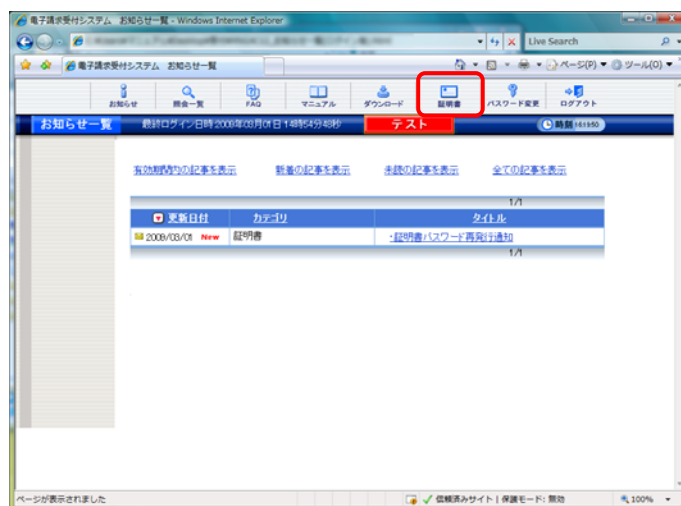 電子請求受付システム　お知らせ一覧 - Windows Internet Explorer
Live Search
電子請求受付システム　お知らせ一覧
ページ(P)
ツール(O)
お知らせ
照会一覧
FAQ
マニュアル
ダウンロード
証明書
パスワード変更
ログアウト
お知らせ一覧
最終ログイン日時:2009年03月01日 14時54分48秒
テスト
時刻
有効期間内の記事を表示
新着の記事を表示
未読の記事を表示
全ての記事を表示
1/1
更新日付
カテゴリ
タイトル
2009/03/01 New
証明書
・証明書パスワード再発行通知
1/1
ページが表示されました
信頼済みサイト | 保護モード: 無効
100%